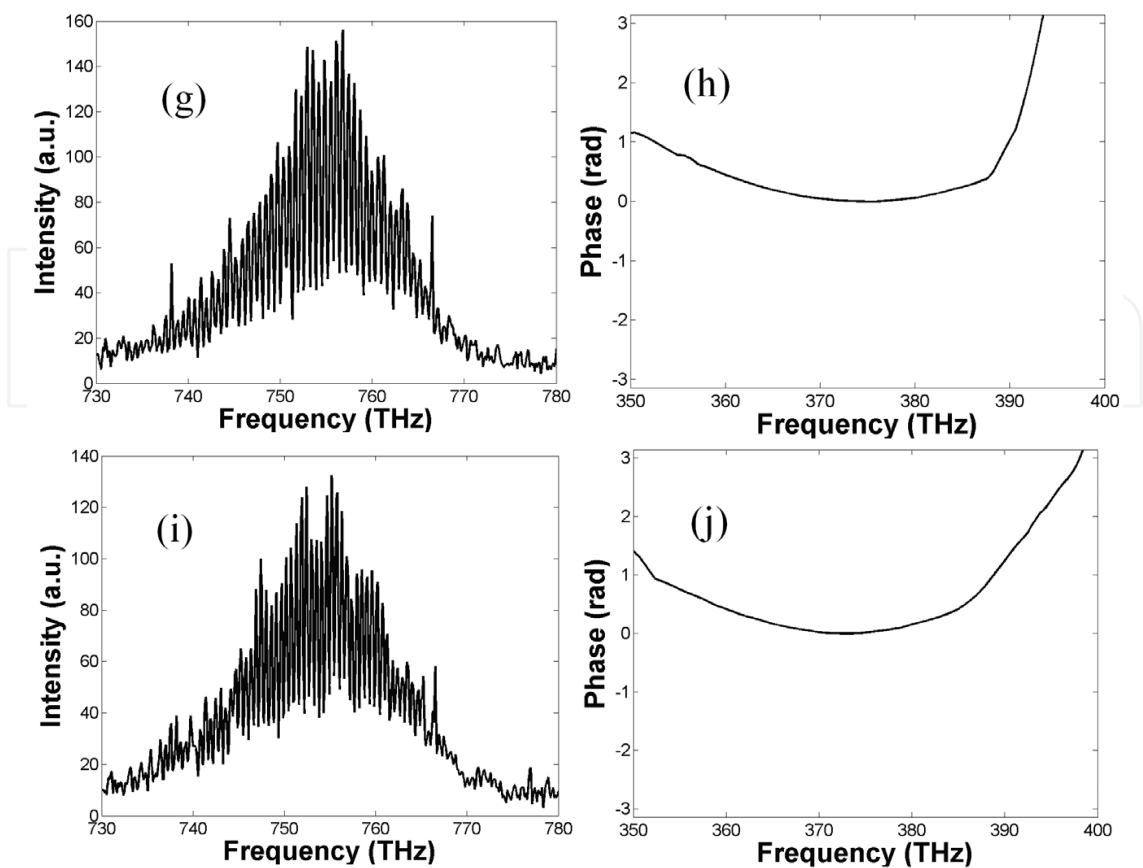 160
140
120
100
80
60
40
20
0
Intensity (a.u.)
(g)
730 740 750 760 770 780
Frequency (THz)
3
2
1
0
-1
-2
-3
Phase (rad)
(h)
350 360 370 380 390 400
Frequency (THz)
140
120
100
80
60
40
20
0
Intensity (a.u.)
(i)
730 740 750 760 770 780
Frequency (THz)
3
2
1
0
-1
-2
-3
Phase (rad)
(j)
350 360 370 380 390 400
Frequency (THz)